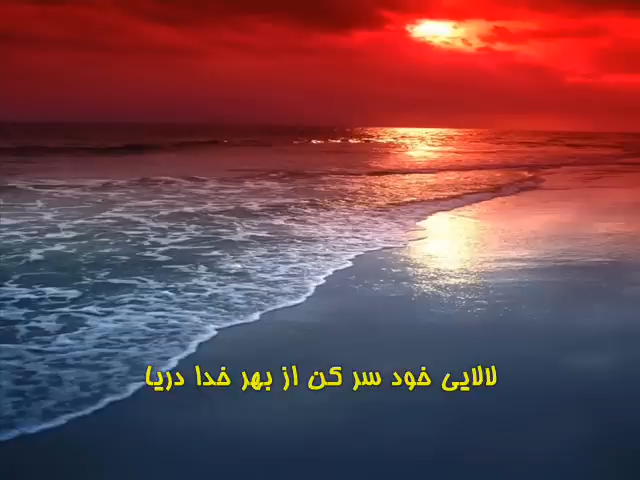 لالایی خود سر کن از بهر خدا دریا